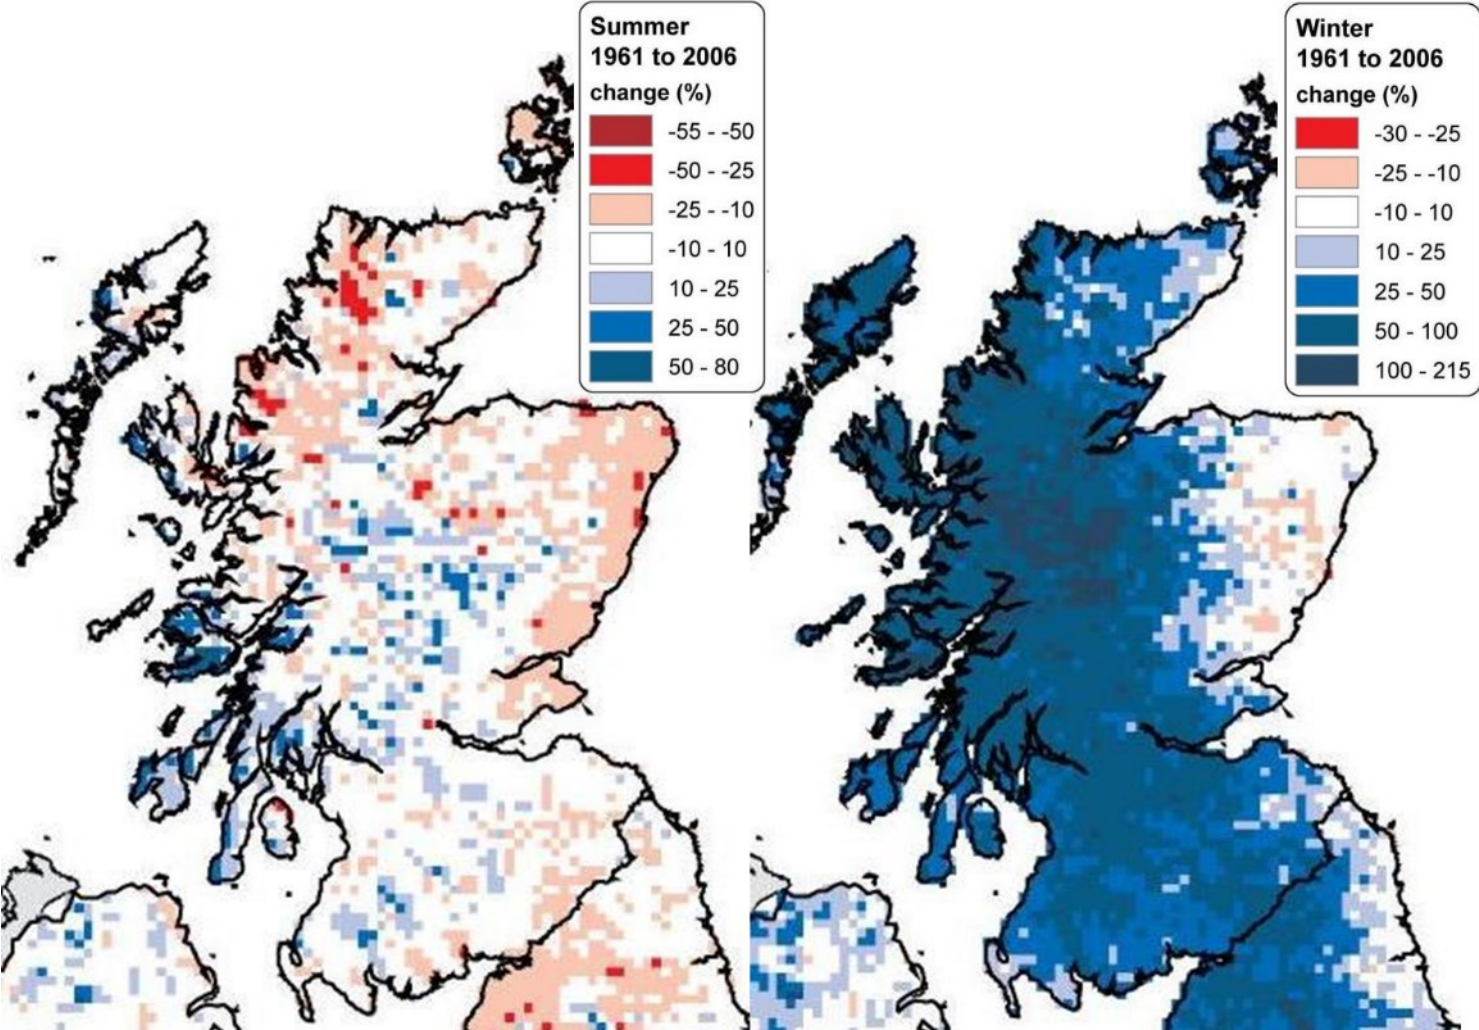 Summer
1961 to 2006
change (%)
-55 - -50
-50 - -25
-25 - -10
-10 - 10
10 - 25
25 - 50
50 - 80
Winter
1961 to 2006
change (%)
-30 - -25
-25 - -10
-10 - 10
10 - 25
25 - 50
50 - 100
100 - 215